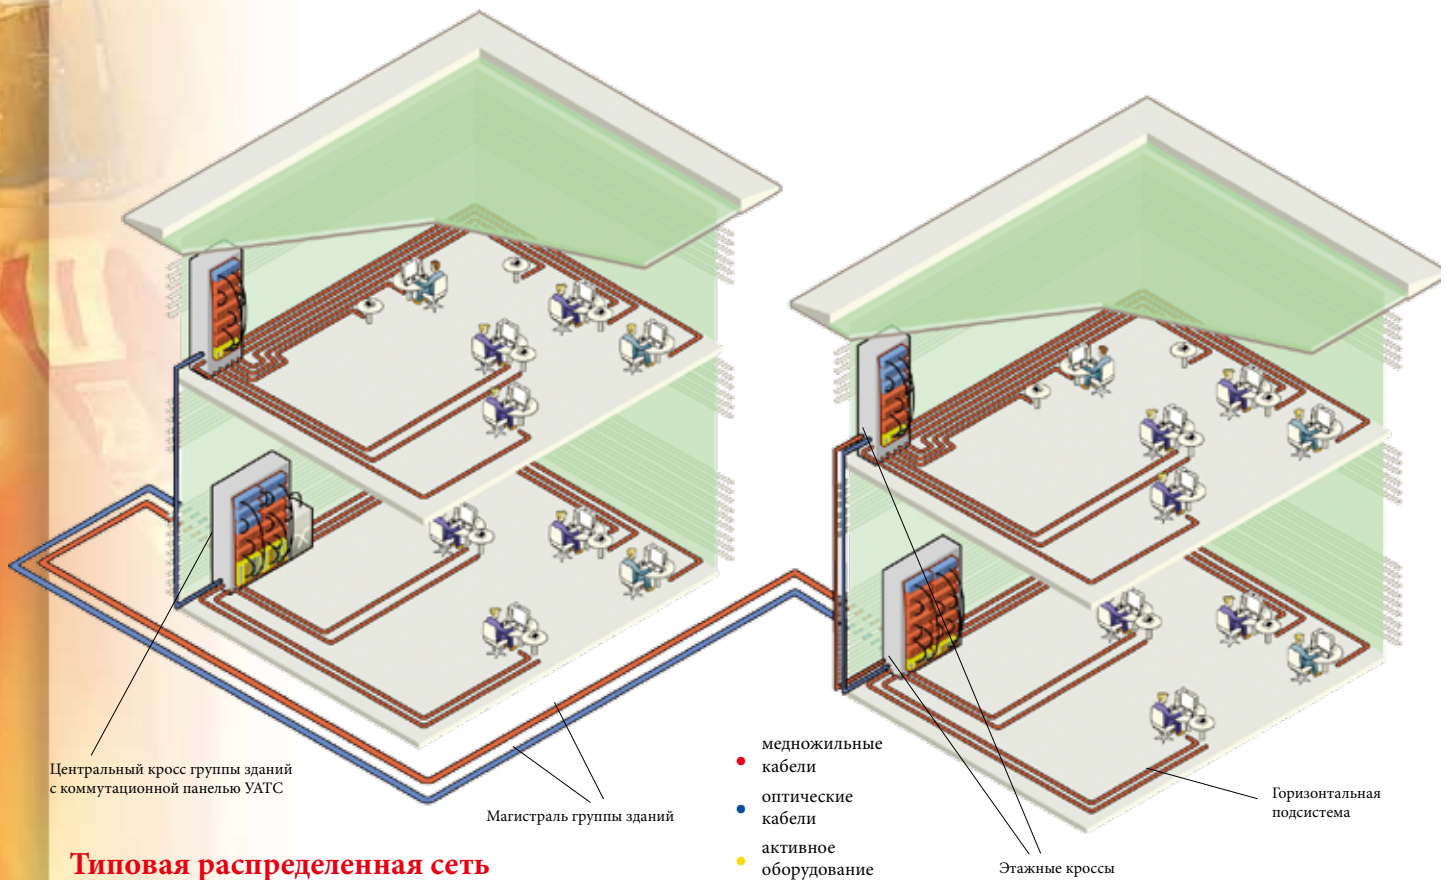 Центральный кросс группы зданий
с коммутационной панелью УАТС
Магистраль группы зданий
медножильные
кабели
оптические
кабели
активное
оборудование
Этажные кроссы
Горизонтальная
подсистема
Типовая распределенная сеть